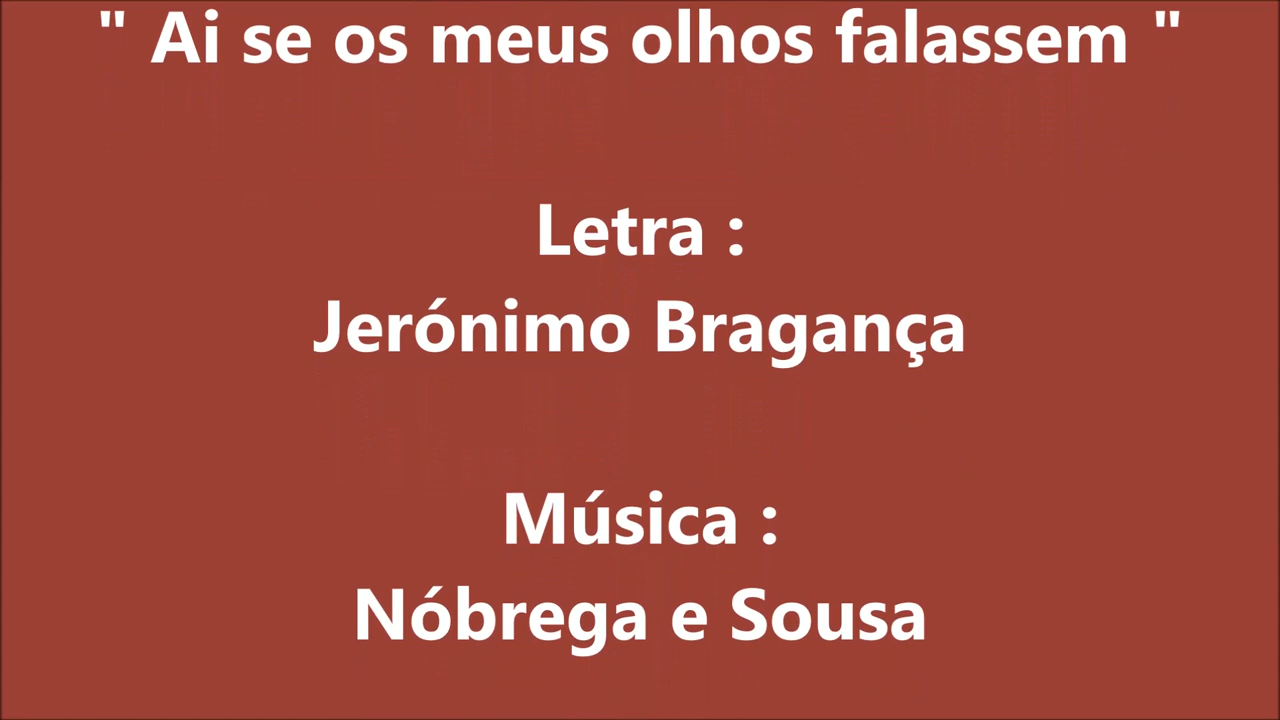 " Ai se os meus olhos falassem "
Letra :
Jerónimo Bragança
Música :
Nóbrega e Sousa